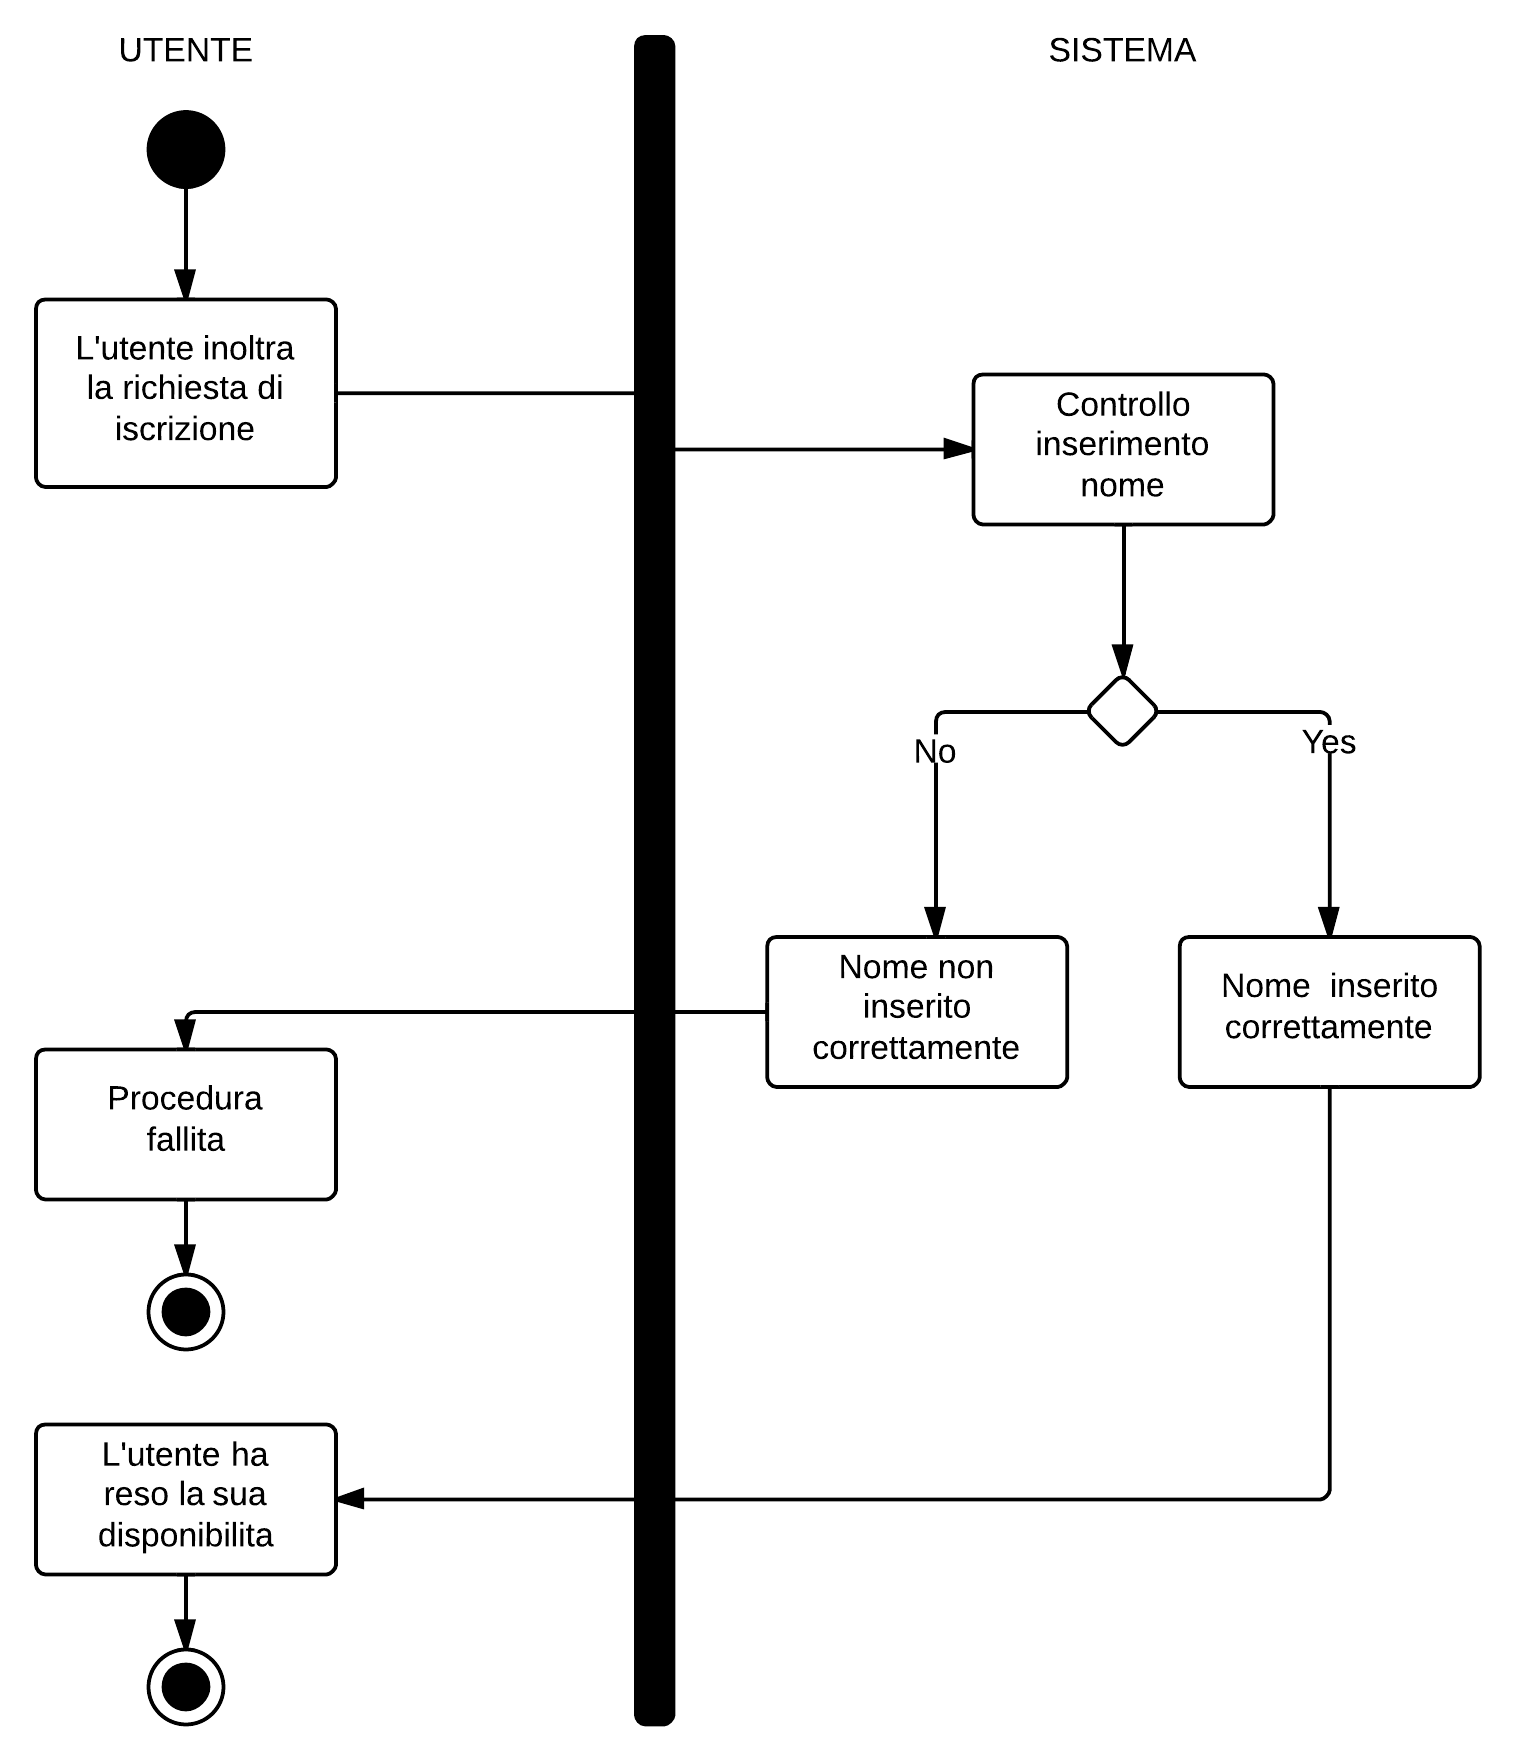 UTENTE
SISTEMA
L'utente inoltra
la richiesta di
iscrizione
Controllo
inserimento
nome
No
Yes
Nome non
inserito
correttamente
Nome  inserito
correttamente
Procedura
fallita
L'utente ha
reso la sua
disponibilita